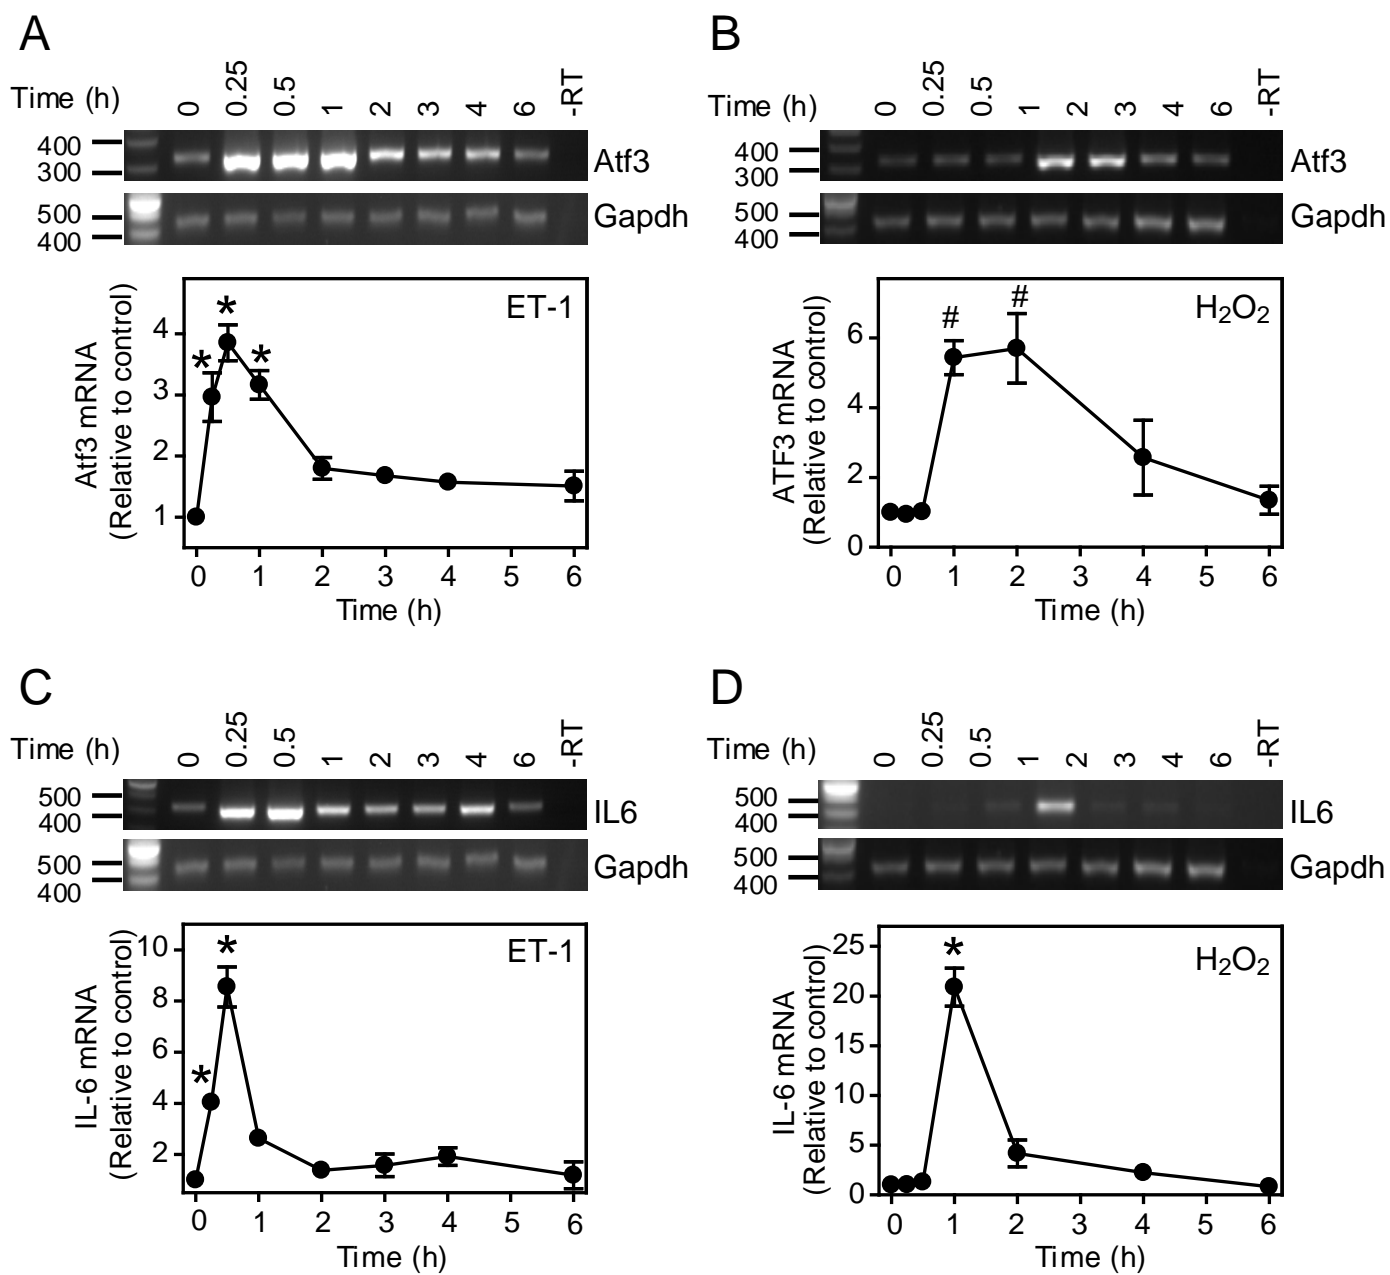 A
Time (h) 0 0.25 0.5 1 2 3 4 6 -RT
400
300
Atf3
500
400
Gapdh
ET-1
Atf3 mRNA
(Relative to control)
4
3
2
1
0 1 2 3 4 5 6
Time (h)
B
Time (h) 0 0.25 0.5 1 2 4 6 -RT
400
300
Atf3
500
400
Gapdh
H2O2
ATF3 mRNA
(Relative to control)
6
4
2
0
# #
0 1 2 3 4 5 6
Time (h)
C
Time (h) 0 0.25 0.5 1 2 3 4 6 -RT
500
400
IL6
500
400
Gapdh
ET-1
IL-6 mRNA
(Relative to control)
10
8
6
4
2
0 1 2 3 4 5 6
Time (h)
D
Time (h) 0 0.25 0.5 1 2 3 4 6 -RT
500
400
IL6
500
400
Gapdh
H2O2
IL-6 mRNA
(Relative to control)
25
20
15
10
5
0
0 1 2 3 4 5 6
Time (h)